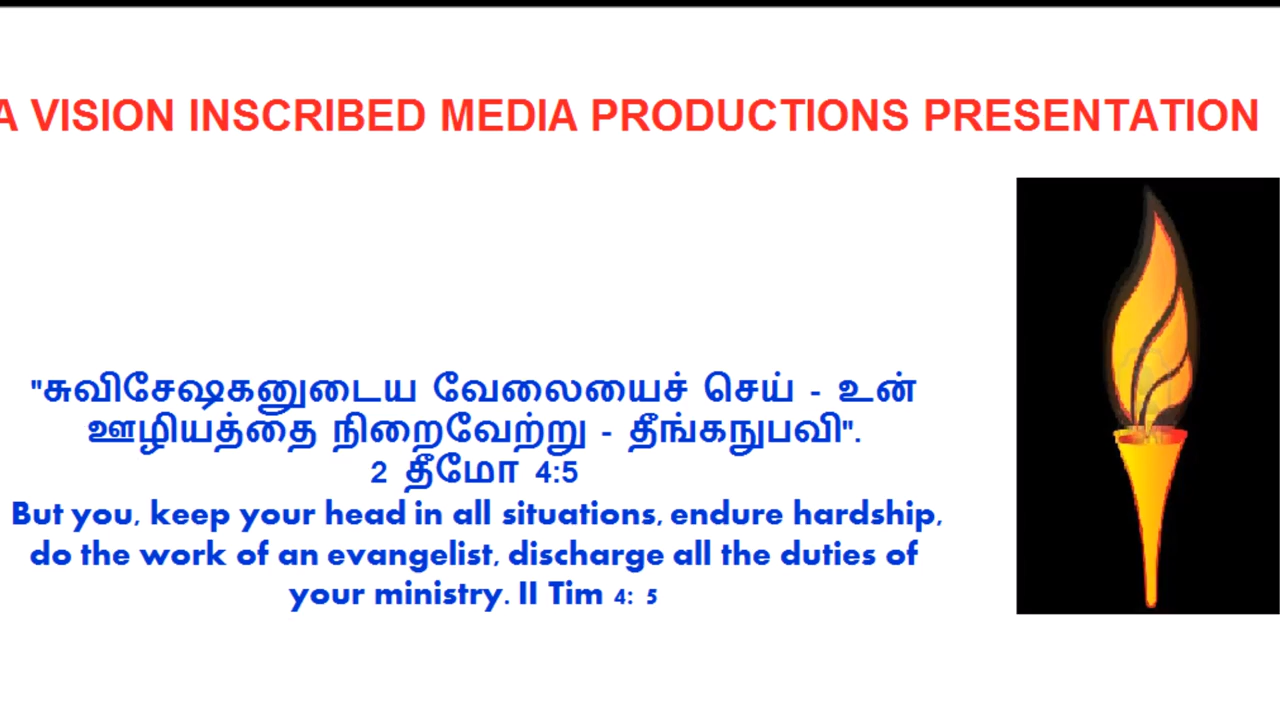 A VISION INSCRIBED MEDIA PRODUCTIONS PRESENTATION
"சுவிசேஷகனுடைய வேலையைச் செய் - உன்
ஊழியத்தை நிறைவேற்று - தீங்கநுபவி".
2 தீமோ 4:5
But you, keep your head in all situations, endure hardship,
do the work of an evangelist, discharge all the duties of
your ministry. II Tim 4: 5